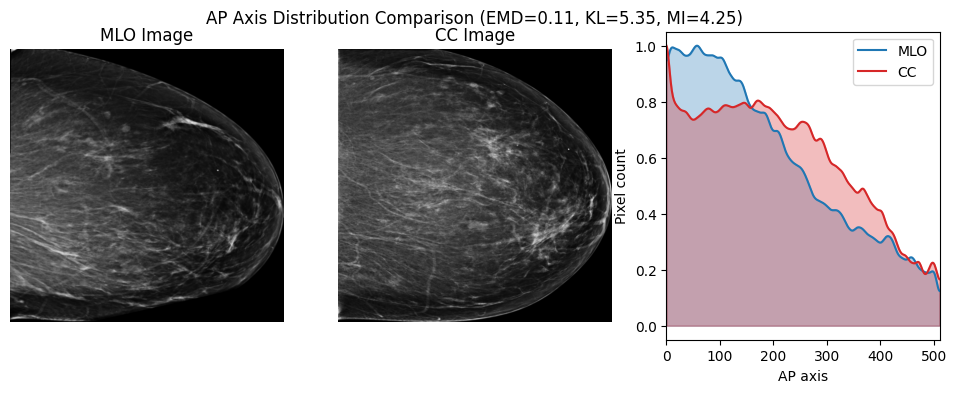 AP Axis Distribution Comparison (EMD=0.11, KL=5.35, MI=4.25)
MLO Image
CC Image
MLO
CC
Pixel count
1.0
0.8
0.6
0.4
0.2
0.0
0 100 200 300 400 500
AP axis